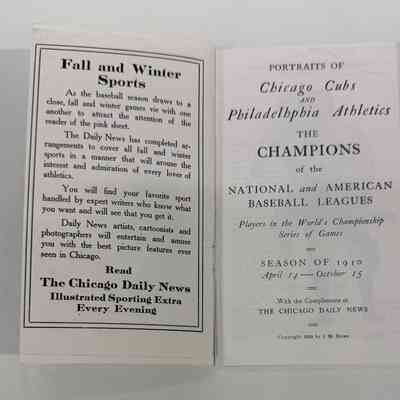 Fall and Winter
Sports
As the baseball season draws to a
close, fall and winter games vie with one
another to attract the attention of the
reader of the pink sheet.
The Daily News has completed ar-
rangements to cover all fall and winter
sports in a manner that will arouse the
interest and admiration of every lover of
athletics.
You will find your favorite sport
handled by expert writers who know what
you want and will see that you get it.
Daily News artists, cartoonists and
photographers will entertain and amuse
you with the best picture features ever
seen in Chicago.
Read
The Chicago Daily News
Illustrated Sporting Extra
Every Evening
PORTRAITS OF
Chicago Cubs
AND
Philadelhphia Athletics
THE
CHAMPIONS
of the
NATIONAL and AMERICAN
BASEBALL LEAGUES
Players in the World's Championship
Series of Games
SEASON OF 1910
April 14—October 15
With the Compliments of
THE CHICAGO DAILY NEWS
Copyright by